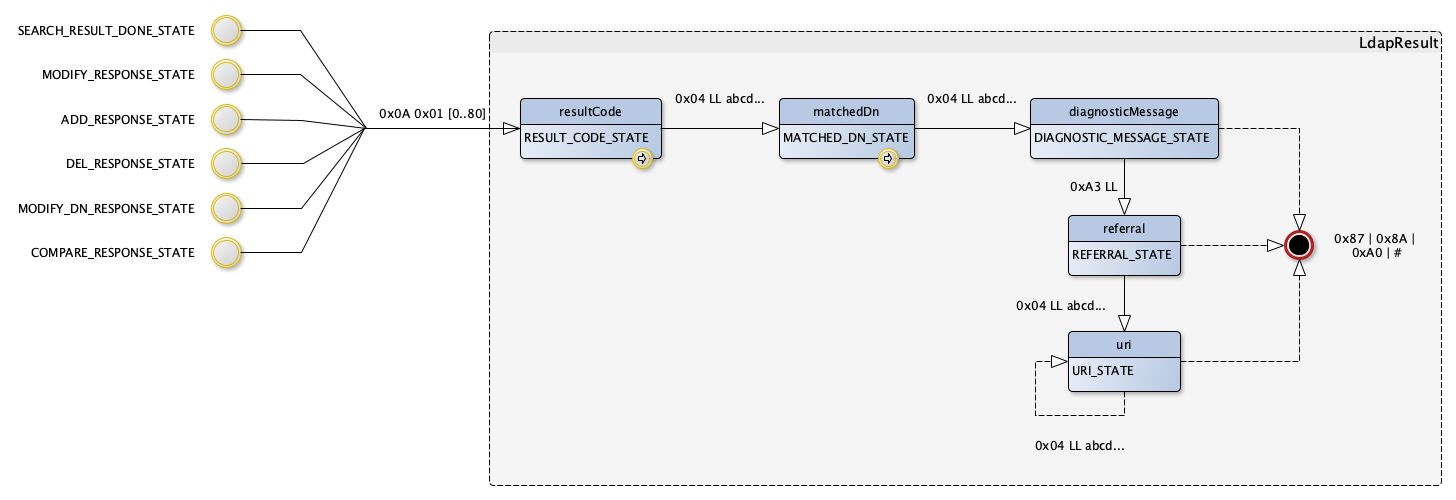 SEARCH_RESULT_DONE_STATE
MODIFY_RESPONSE_STATE
ADD_RESPONSE_STATE
DEL_RESPONSE_STATE
MODIFY_DN_RESPONSE_STATE
COMPARE_RESPONSE_STATE
0x0A 0x01 [0..80]
LdapResult
resultCode
RESULT_CODE_STATE
0x04 LL abcd...
matchedDn
MATCHED_DN_STATE
0x04 LL abcd...
diagnosticMessage
DIAGNOSTIC_MESSAGE_STATE
0xA3 LL
referral
REFERRAL_STATE
0x87 | 0x8A |
0xA0 | #
0x04 LL abcd...
uri
URI_STATE
0x04 LL abcd...